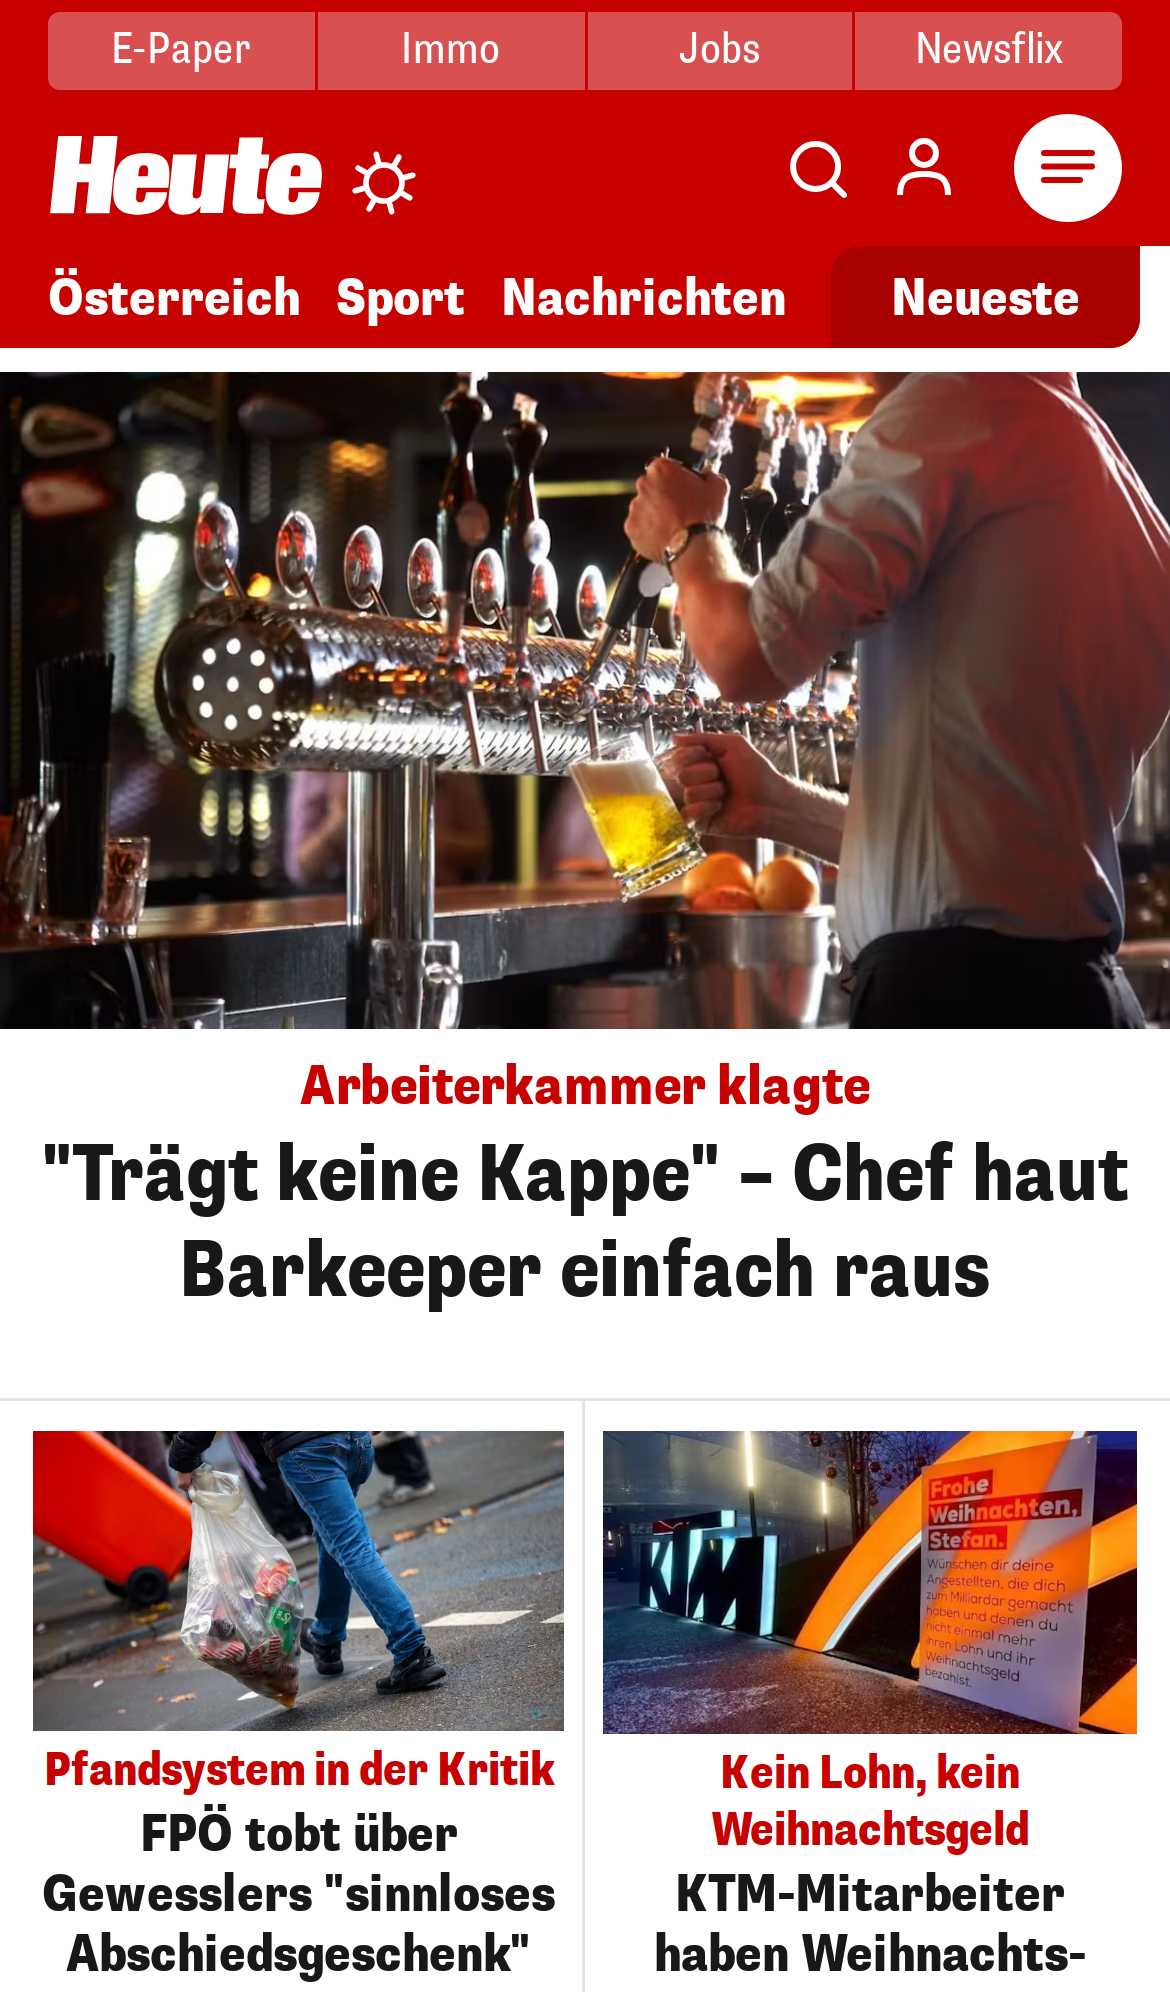 E-Paper
Immo
Jobs
Newsflix
Heute
Österreich
Sport
Nachrichten
Neueste
Arbeiterkammer klagte
"Trägt keine Kappe" – Chef haut
Barkeeper einfach raus
Pfandsystem in der Kritik
FPÖ tobt über
Gewesslers "sinnloses
Abschiedsgeschenk"
KTM
Frohe
Weihnachten,
Stefan.
Wünschen dir deine
Angestellten, die dich
zum Milliardär gemacht
haben und denen du
nicht einmal mehr
ihren Lohn und ihr
Weihnachtsgeld
bezahlst.
Kein Lohn, kein
Weihnachtsgeld
KTM-Mitarbeiter
haben Weihnachts-